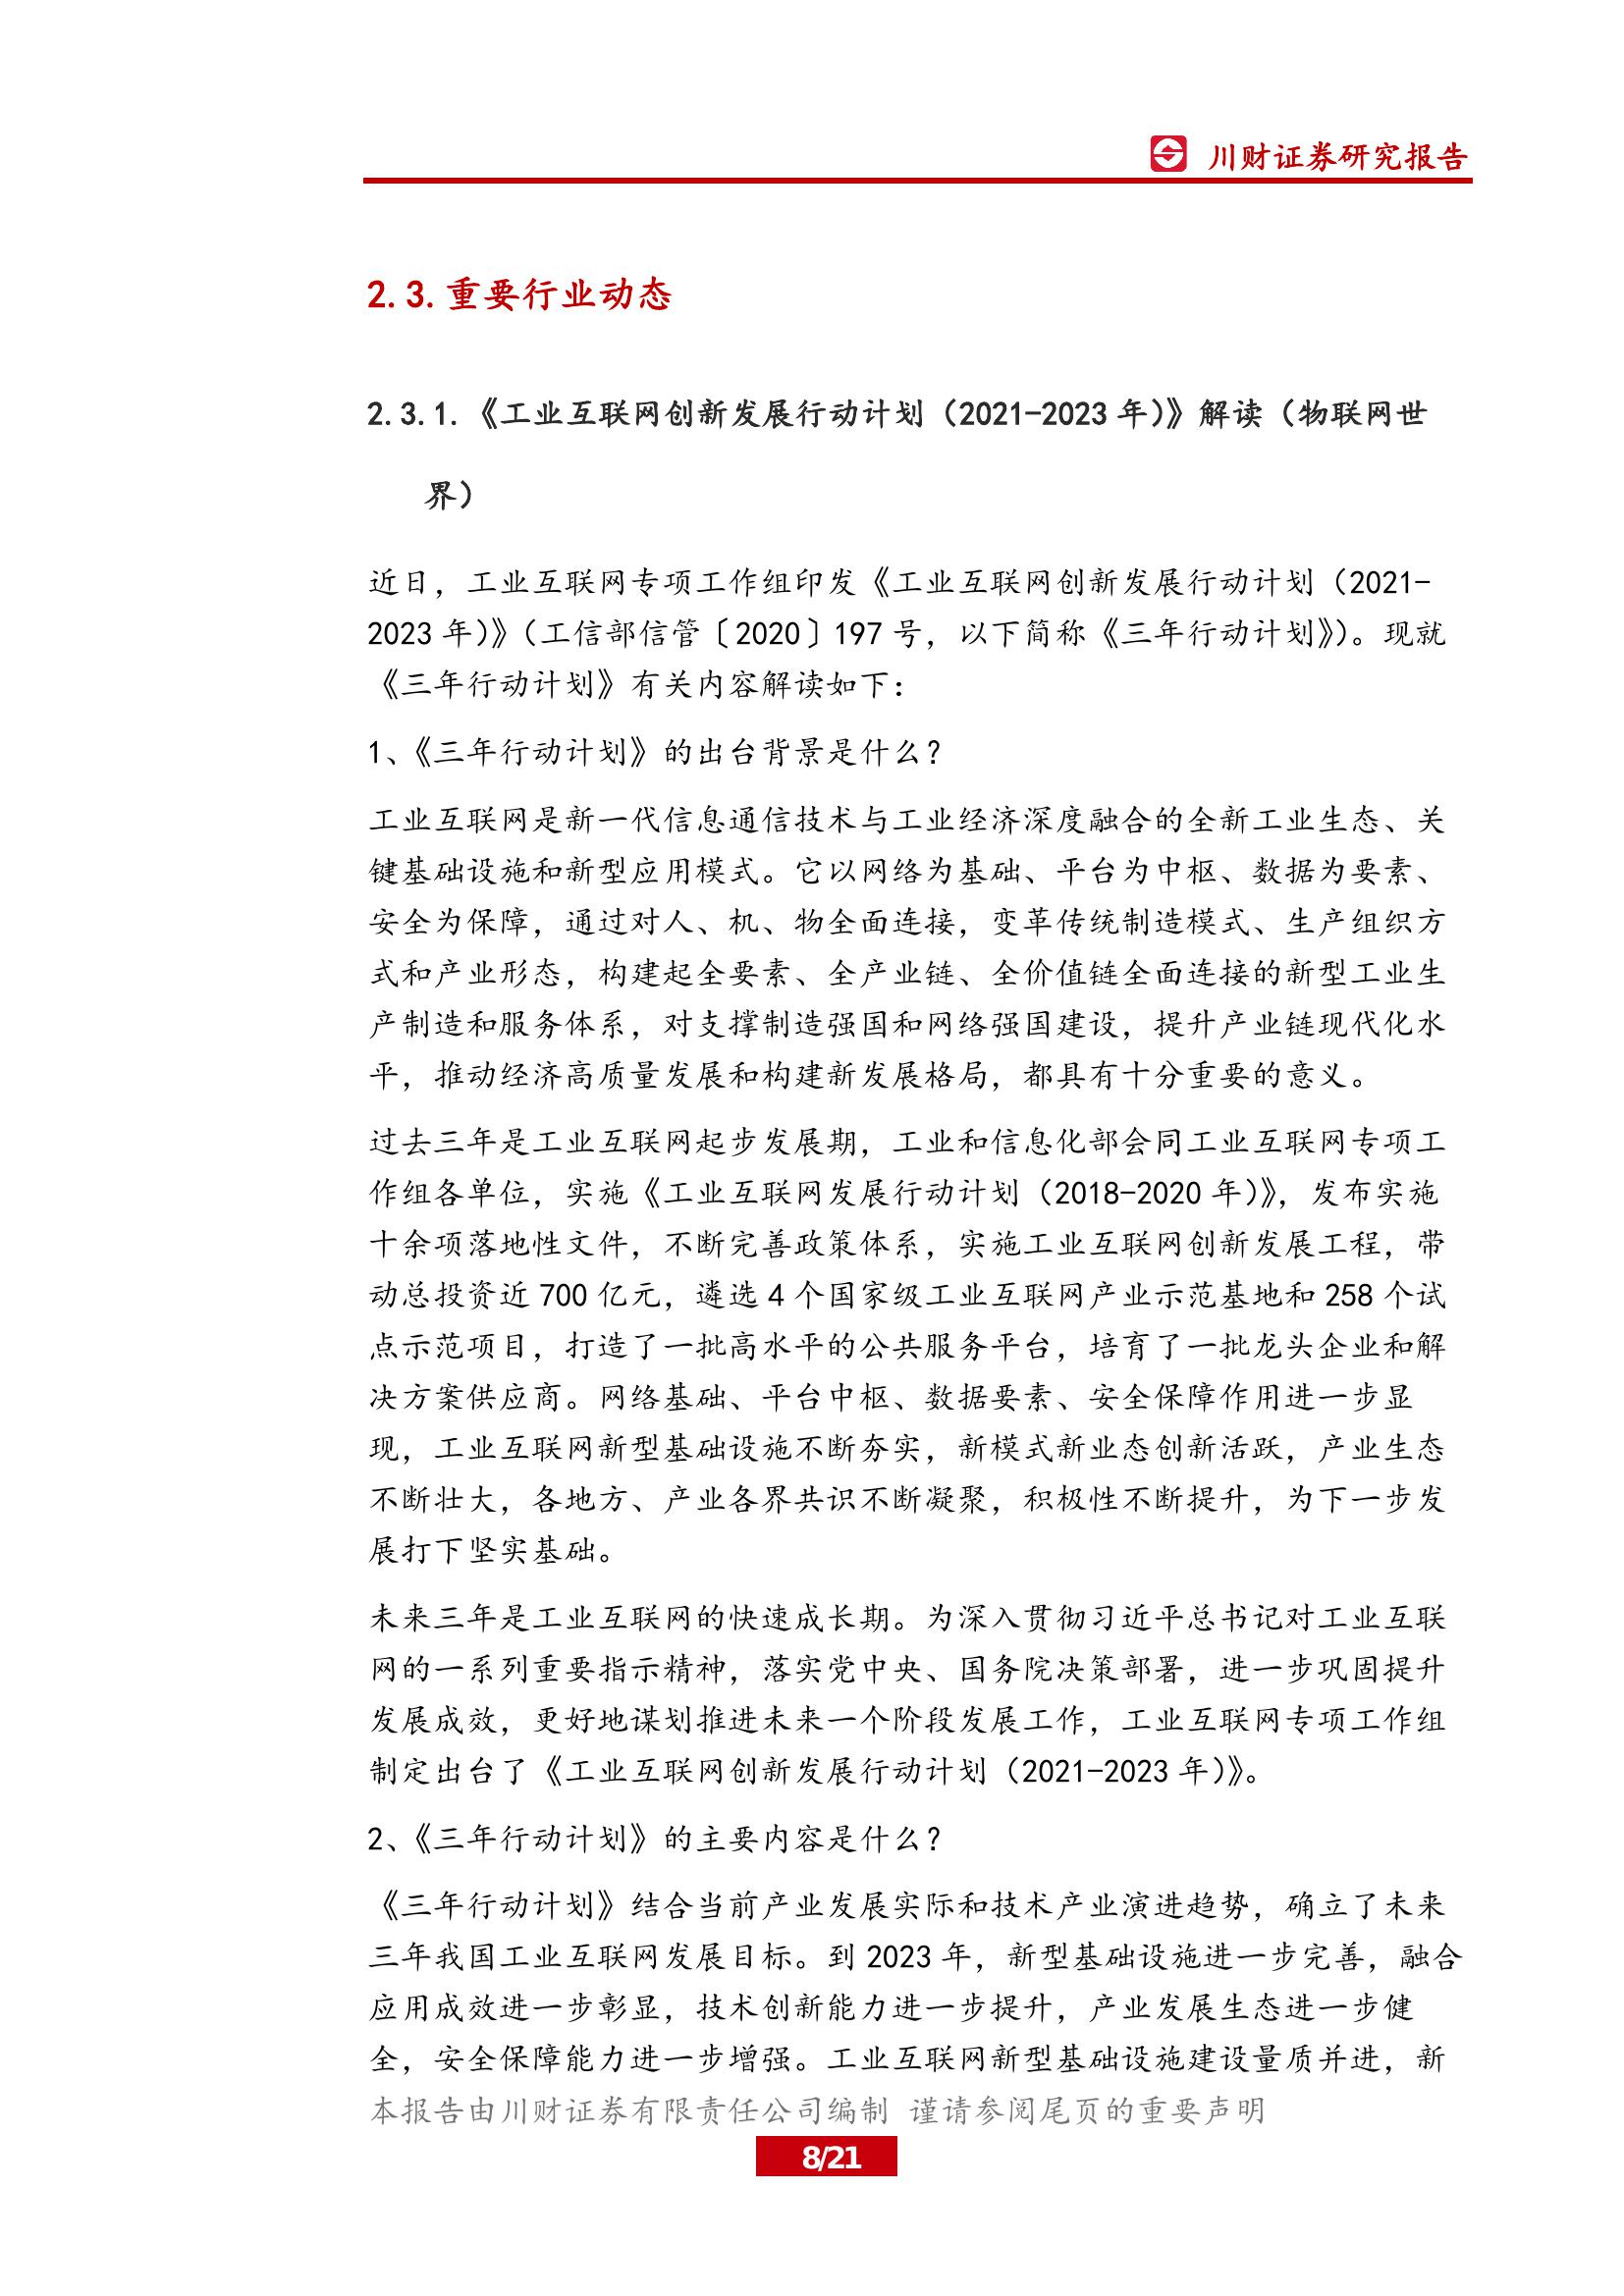 川财证券研究报告
2.3.重要行业动态
2.3.1.《工业互联网创新发展行动计划（2021-2023 年）》解读（物联网世
界）
近日，工业互联网专项工作组印发《工业互联网创新发展行动计划（2021-
2023 年）》（工信部信管〔2020〕197 号，以下简称《三年行动计划》）。现就
《三年行动计划》有关内容解读如下：
1、《三年行动计划》的出台背景是什么？
工业互联网是新一代信息通信技术与工业经济深度融合的全新工业生态、关
键基础设施和新型应用模式。它以网络为基础、平台为中枢、数据为要素、
安全为保障，通过对人、机、物全面连接，变革传统制造模式、生产组织方
式和产业形态，构建起全要素、全产业链、全价值链全面连接的新型工业生
产制造和服务体系，对支撑制造强国和网络强国建设，提升产业链现代化水
平，推动经济高质量发展和构建新发展格局，都具有十分重要的意义。
过去三年是工业互联网起步发展期，工业和信息化部会同工业互联网专项工
作组各单位，实施《工业互联网发展行动计划（2018-2020 年）》，发布实施
十余项落地性文件，不断完善政策体系，实施工业互联网创新发展工程，带
动总投资近 700 亿元，遴选 4 个国家级工业互联网产业示范基地和 258 个试
点示范项目，打造了一批高水平的公共服务平台，培育了一批龙头企业和解
决方案供应商。网络基础、平台中枢、数据要素、安全保障作用进一步显
现，工业互联网新型基础设施不断夯实，新模式新业态创新活跃，产业生态
不断壮大，各地方、产业各界共识不断凝聚，积极性不断提升，为下一步发
展打下坚实基础。
未来三年是工业互联网的快速成长期。为深入贯彻习近平总书记对工业互联
网的一系列重要指示精神，落实党中央、国务院决策部署，进一步巩固提升
发展成效，更好地谋划推进未来一个阶段发展工作，工业互联网专项工作组
制定出台了《工业互联网创新发展行动计划（2021-2023 年）》。
2、《三年行动计划》的主要内容是什么？
《三年行动计划》结合当前产业发展实际和技术产业演进趋势，确立了未来
三年我国工业互联网发展目标。到 2023 年，新型基础设施进一步完善，融合
应用成效进一步彰显，技术创新能力进一步提升，产业发展生态进一步健
全，安全保障能力进一步增强。工业互联网新型基础设施建设量质并进，新
本报告由川财证券有限责任公司编制 谨请参阅尾页的重要声明
8/21